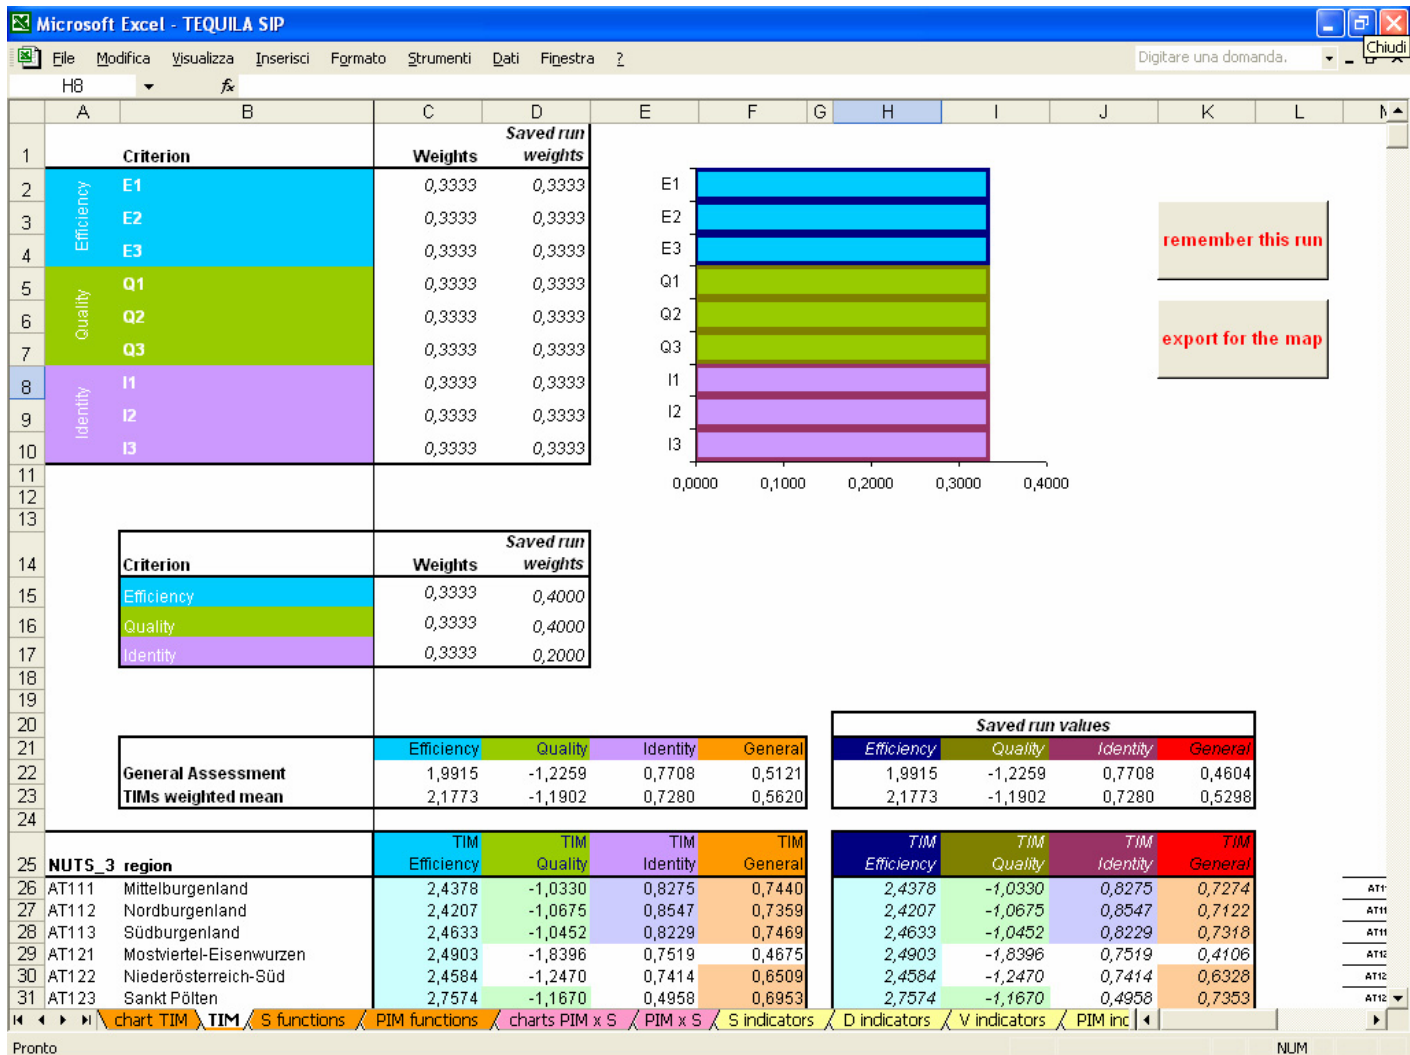 Microsoft Excel - TEQUILA SIP
Chiudi
File Modifica Visualizza Inserisci Formato Strumenti Dati Finestra ? Digitare una domanda.
H8 fx
A B C D E F G H I J K L
1 Criterion Weights Saved run weights
2 E1 0,3333 0,3333
3 E2 0,3333 0,3333
4 E3 0,3333 0,3333
5 Q1 0,3333 0,3333
6 Q2 0,3333 0,3333
7 Q3 0,3333 0,3333
8 I1 0,3333 0,3333
9 I2 0,3333 0,3333
10 I3 0,3333 0,3333
Efficiency
Quality
Identity
E1
E2
E3
Q1
Q2
Q3
I1
I2
I3
0,0000 0,1000 0,2000 0,3000 0,4000
remember this run
export for the map
11
12
13
14 Criterion Weights Saved run weights
15 Efficiency 0,3333 0,4000
16 Quality 0,3333 0,4000
17 Identity 0,3333 0,2000
18
19
20 Saved run values
21 Efficiency Quality Identity General Efficiency Quality Identity General
22 General Assessment 1,9915 -1,2259 0,7708 0,5121 1,9915 -1,2259 0,7708 0,4604
23 TIMs weighted mean 2,1773 -1,1902 0,7280 0,5620 2,1773 -1,1902 0,7280 0,5298
24
TIM TIM TIM TIM TIM TIM TIM TIM
25 NUTS_3 region Efficiency Quality Identity General Efficiency Quality Identity General
26 AT111 Mittelburgenland 2,4378 -1,0330 0,8275 0,7440 2,4378 -1,0330 0,8275 0,7274
27 AT112 Nordburgenland 2,4207 -1,0675 0,8547 0,7359 2,4207 -1,0675 0,8547 0,7122
28 AT113 Südburgenland 2,4633 -1,0452 0,8229 0,7469 2,4633 -1,0452 0,8229 0,7318
29 AT121 Mostviertel-Eisenwurzen 2,4903 -1,8396 0,7519 0,4675 2,4903 -1,8396 0,7519 0,4106
30 AT122 Niederösterreich-Süd 2,4584 -1,2470 0,7414 0,6509 2,4584 -1,2470 0,7414 0,6328
31 AT123 Sankt Pölten 2,7574 -1,1670 0,4958 0,6953 2,7574 -1,1670 0,4958 0,7353
chart TIM TIM S functions PIM functions charts PIM x S PIM x S S indicators D indicators V indicators PIM inc
Pronto NUM